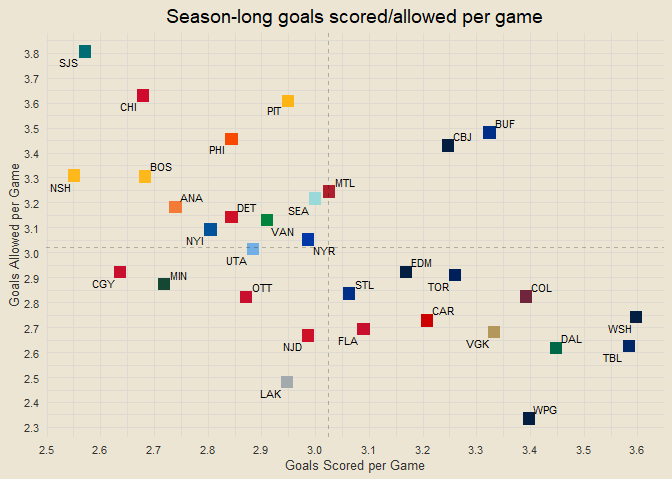 Season-long goals scored/allowed per game
Goals Allowed per Game
3.8
3.7
3.6
3.5
3.4
3.3
3.2
3.1
3.0
2.9
2.8
2.7
2.6
2.5
2.4
2.3
SJS
CHI
PIT
BUF
PHI
CBJ
BOS
NSH
MTL
ANA
DET
SEA
VAN
NYI
NYR
UTA
EDM
CGY
MIN
OTT
STL
TOR
COL
CAR
WSH
FLA
VGK
DAL
NJD
TBL
LAK
WPG
2.5 2.6 2.7 2.8 2.9 3.0 3.1 3.2 3.3 3.4 3.5 3.6
Goals Scored per Game